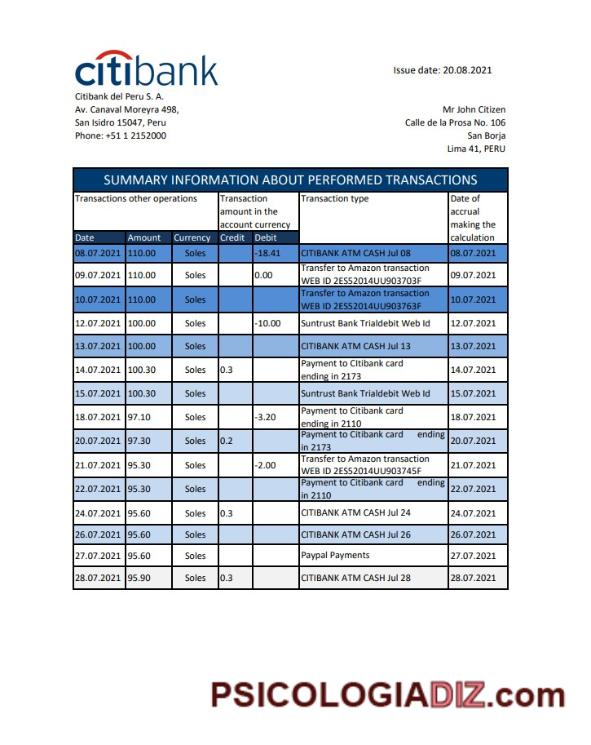 citibank
Issue date: 20.08.2021
Citibank del Peru S. A.
Av. Canaval Moreyra 498,
San Isidro 15047, Peru
Phone: +51 1 2152000
Mr John Citizen
Calle de la Prosa No. 106
San Borja
Lima 41, PERU
SUMMARY INFORMATION ABOUT PERFORMED TRANSACTIONS
Transactions other operations
Transaction
amount in the
account currency
Transaction type
Date of
accrual
making the
calculation
Date Amount Currency Credit Debit
08.07.2021 110.00 Soles -18.41 CITIBANK ATM CASH Jul 08 08.07.2021
09.07.2021 110.00 Soles 0.00 Transfer to Amazon transaction
WEB ID 2ES52014UU903703F 09.07.2021
10.07.2021 110.00 Soles Transfer to Amazon transaction
WEB ID 2ES52014UU903763F 10.07.2021
12.07.2021 100.00 Soles -10.00 Suntrust Bank Trialdebit Web Id 12.07.2021
13.07.2021 100.00 Soles CITIBANK ATM CASH Jul 13 13.07.2021
14.07.2021 100.30 Soles 0.3 Payment to Citibank card
ending in 2173 14.07.2021
15.07.2021 100.30 Soles Suntrust Bank Trialdebit Web Id 15.07.2021
18.07.2021 97.10 Soles -3.20 Payment to Citibank card
ending in 2110 18.07.2021
20.07.2021 97.30 Soles 0.2 Payment to Citibank card ending
in 2173 20.07.2021
21.07.2021 95.30 Soles -2.00 Transfer to Amazon transaction
WEB ID 2ES52014UU903745F 21.07.2021
22.07.2021 95.30 Soles Payment to Citibank card ending
in 2110 22.07.2021
24.07.2021 95.60 Soles 0.3 CITIBANK ATM CASH Jul 24 24.07.2021
26.07.2021 95.60 Soles CITIBANK ATM CASH Jul 26 26.07.2021
27.07.2021 95.60 Soles Paypal Payments 27.07.2021
28.07.2021 95.90 Soles 0.3 CITIBANK ATM CASH Jul 28 28.07.2021
PSICOLOGIADIZ.com